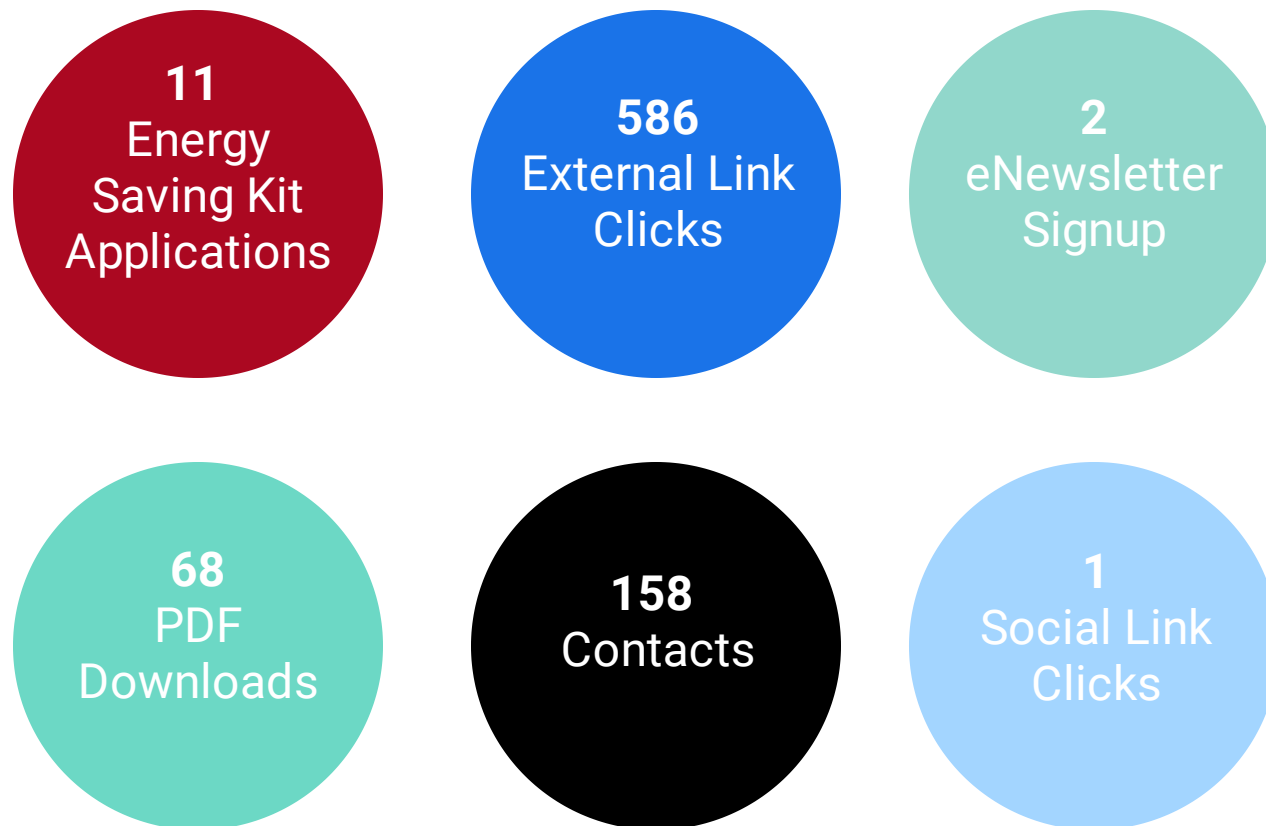 11
Energy
Saving Kit
Applications
586
External Link
Clicks
2
eNewsletter
Signup
68
PDF
Downloads
158
Contacts
1
Social Link
Clicks